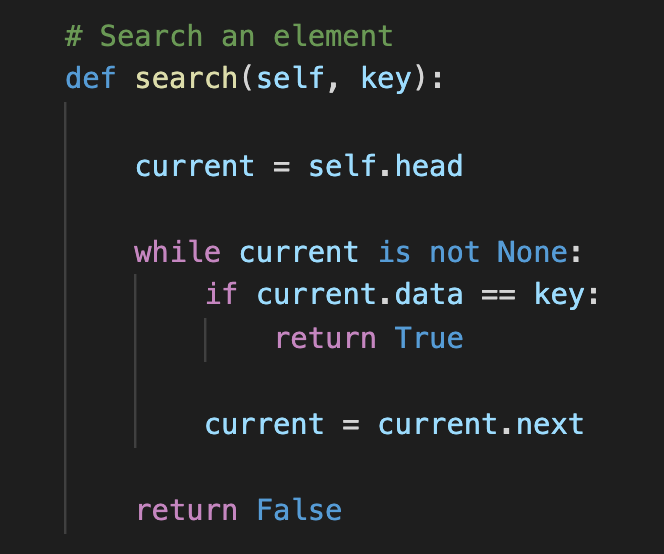 # Search an element
def search(self, key):
current = self.head
while current is not None:
if current.data == key:
return True
current = current.next
return False